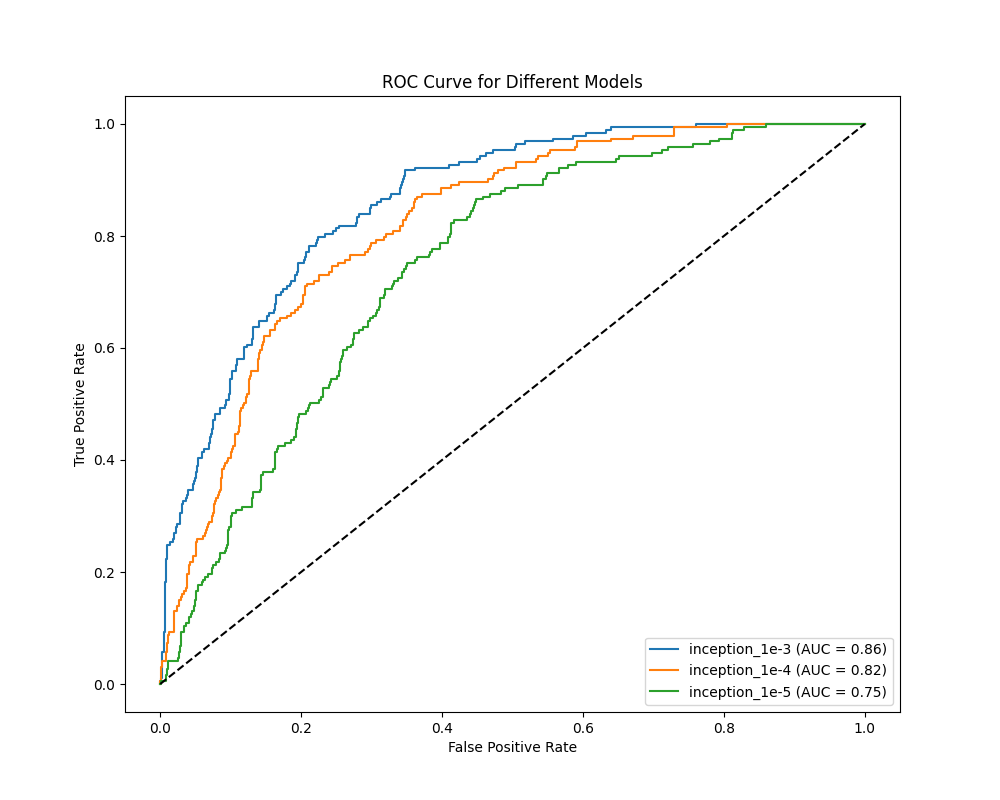 ROC Curve for Different Models
1.0
0.8
0.6
0.4
0.2
0.0
True Positive Rate
inception_1e-3 (AUC = 0.86)
inception_1e-4 (AUC = 0.82)
inception_1e-5 (AUC = 0.75)
0.0 0.2 0.4 0.6 0.8 1.0
False Positive Rate